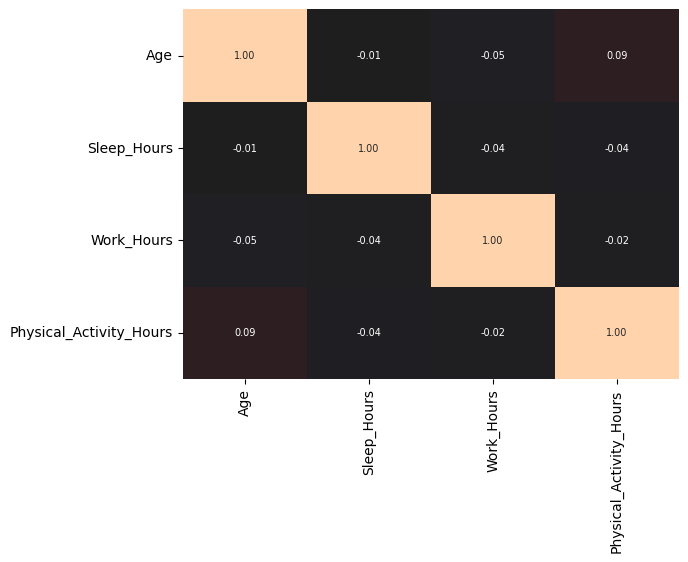 Age 1.00 -0.01 -0.05 0.09
Sleep_Hours -0.01 1.00 -0.04 -0.04
Work_Hours -0.05 -0.04 1.00 -0.02
Physical_Activity_Hours 0.09 -0.04 -0.02 1.00
Age
Sleep_Hours
Work_Hours
Physical_Activity_Hours